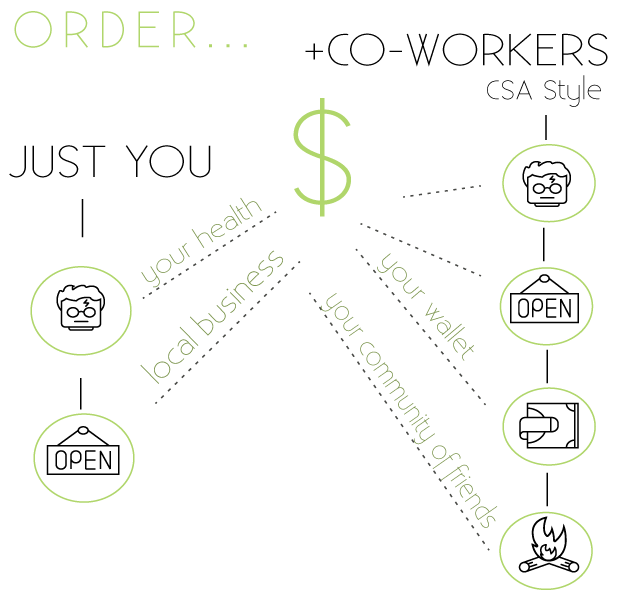 ORDER...
+CO-WORKERS
CSA Style
JUST YOU
$
your health
local business
your wallet
your community of friends
OPEN
OPEN